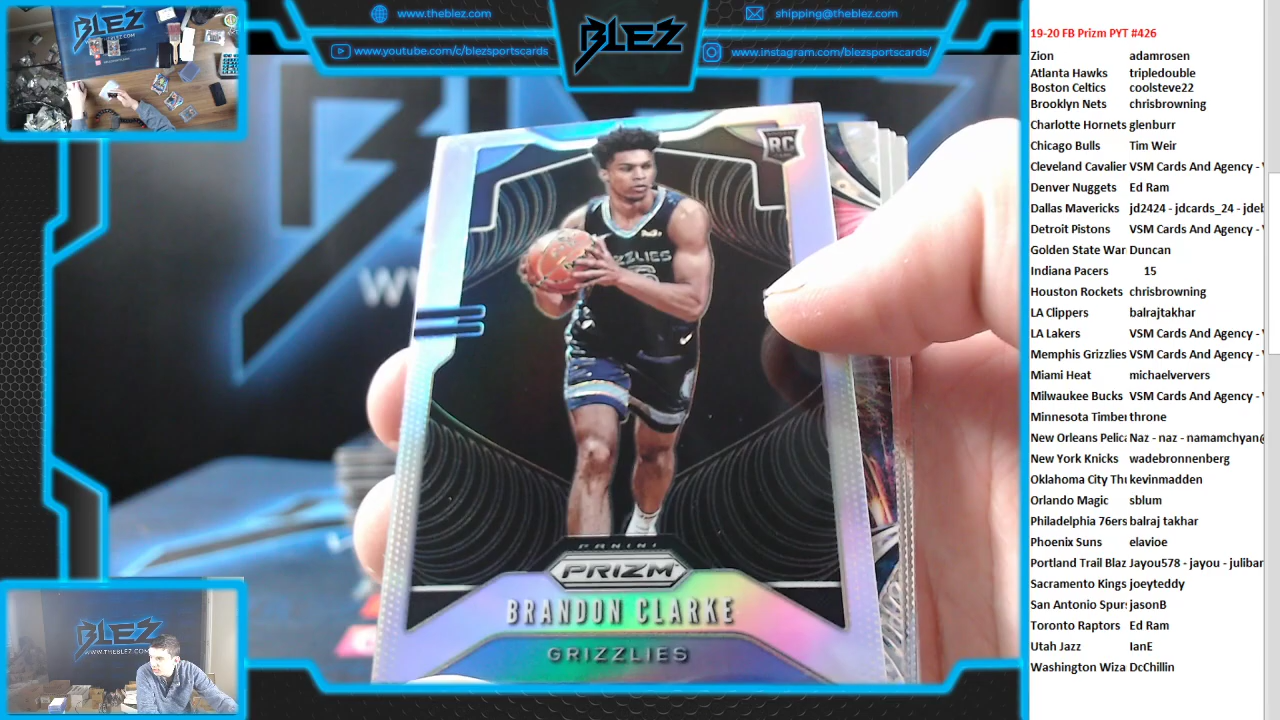 BLEZ
www.theblez.com
shipping@theblez.com
www.youtube.com/c/blezsportscards
www.instagram.com/blezsportscards/
BLEZ
RC
PANINI
PRIZM
BRANDON CLARKE
GRIZZLIES
BLEZ
WWW.THEBLEZ.COM
19-20 FB Prizm PYT #426
Zion adamrosen
Atlanta Hawks tripledouble
Boston Celtics coolsteve22
Brooklyn Nets chrisbrowning
Charlotte Hornets glenburr
Chicago Bulls Tim Weir
Cleveland Cavalier VSM Cards And Agency -
Denver Nuggets Ed Ram
Dallas Mavericks jd2424 - jdcards_24 - jdeb
Detroit Pistons VSM Cards And Agency -
Golden State War Duncan
Indiana Pacers 15
Houston Rockets chrisbrowning
LA Clippers balrajtakhar
LA Lakers VSM Cards And Agency -
Memphis Grizzlies VSM Cards And Agency -
Miami Heat michaelververs
Milwaukee Bucks VSM Cards And Agency -
Minnesota Timber throne
New Orleans Pelica Naz - naz - namamchyan@
New York Knicks wadebronnenberg
Oklahoma City Thu kevinmadden
Orlando Magic sblum
Philadelphia 76ers balraj takhar
Phoenix Suns elavioe
Portland Trail Blaz Jayou578 - jayou - julibar
Sacramento Kings joeyteddy
San Antonio Spurs jasonB
Toronto Raptors Ed Ram
Utah Jazz IanE
Washington Wiza DcChillin